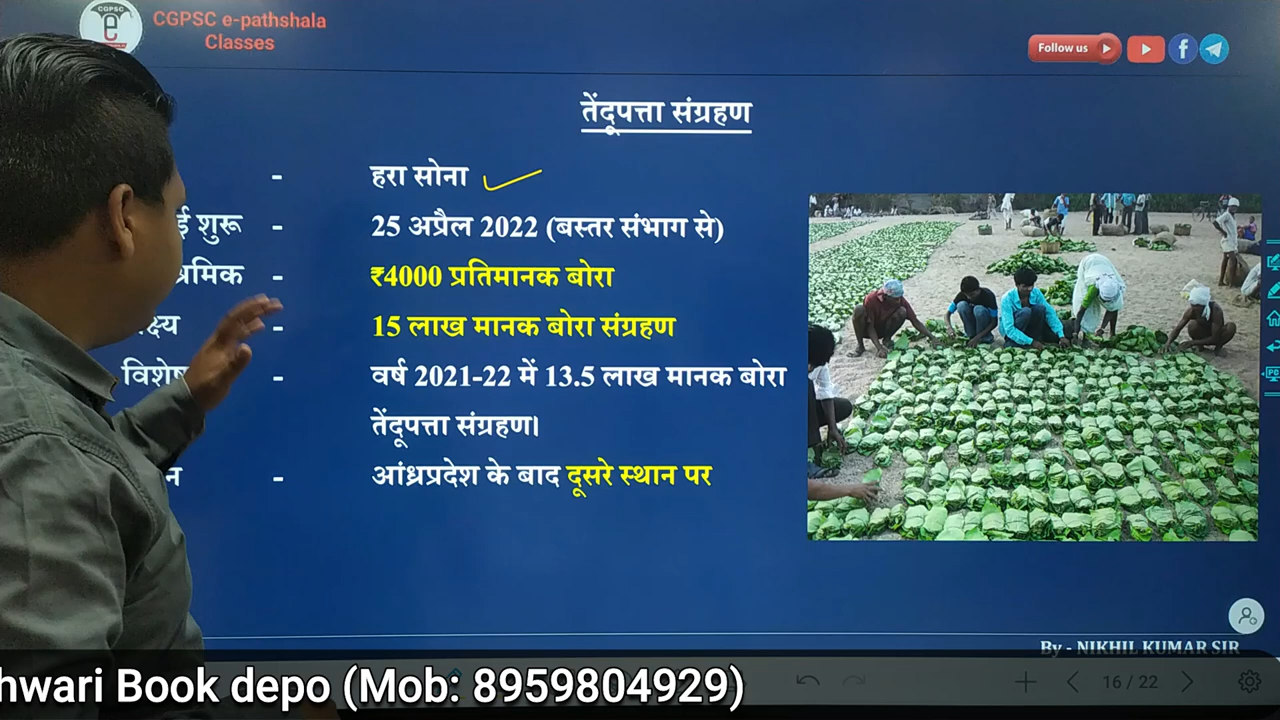 CGPSC
e
CGPSC e-pathshala
Classes
Follow us
तेंदूपत्ता संग्रहण
- हरा सोना
शुरू - 25 अप्रैल 2022 (बस्तर संभाग से)
श्रमिक - ₹4000 प्रतिमानक बोरा
- 15 लाख मानक बोरा संग्रहण
- वर्ष 2021-22 में 13.5 लाख मानक बोरा
तेंदूपत्ता संग्रहण।
- आंध्रप्रदेश के बाद दूसरे स्थान पर
By - NIKHIL KUMAR SIR
hwari Book depo (Mob: 8959804929)
16 / 22